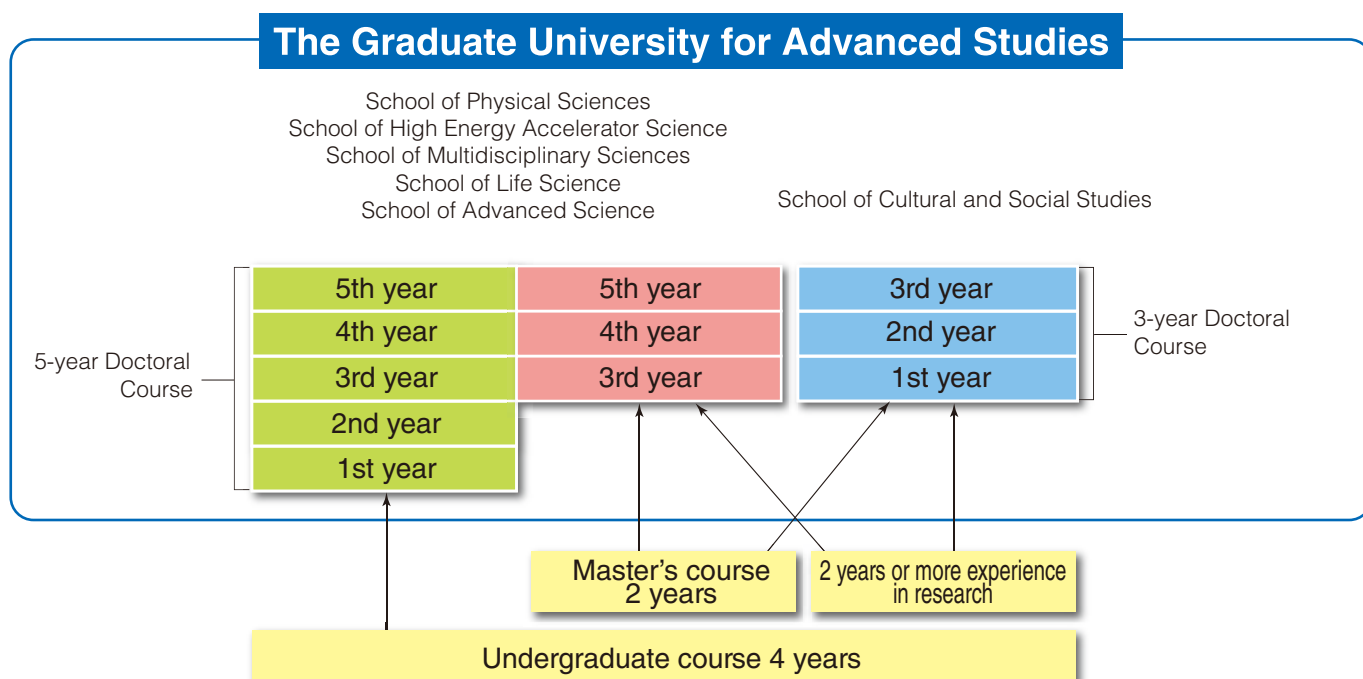 The Graduate University for Advanced Studies
School of Physical Sciences
School of High Energy Accelerator Science
School of Multidisciplinary Sciences
School of Life Science
School of Advanced Science
School of Cultural and Social Studies
5-year Doctoral
Course
5th year
4th year
3rd year
2nd year
1st year
5th year
4th year
3rd year
3rd year
2nd year
1st year
3-year Doctoral
Course
Master's course
2 years
2 years or more experience
in research
Undergraduate course 4 years